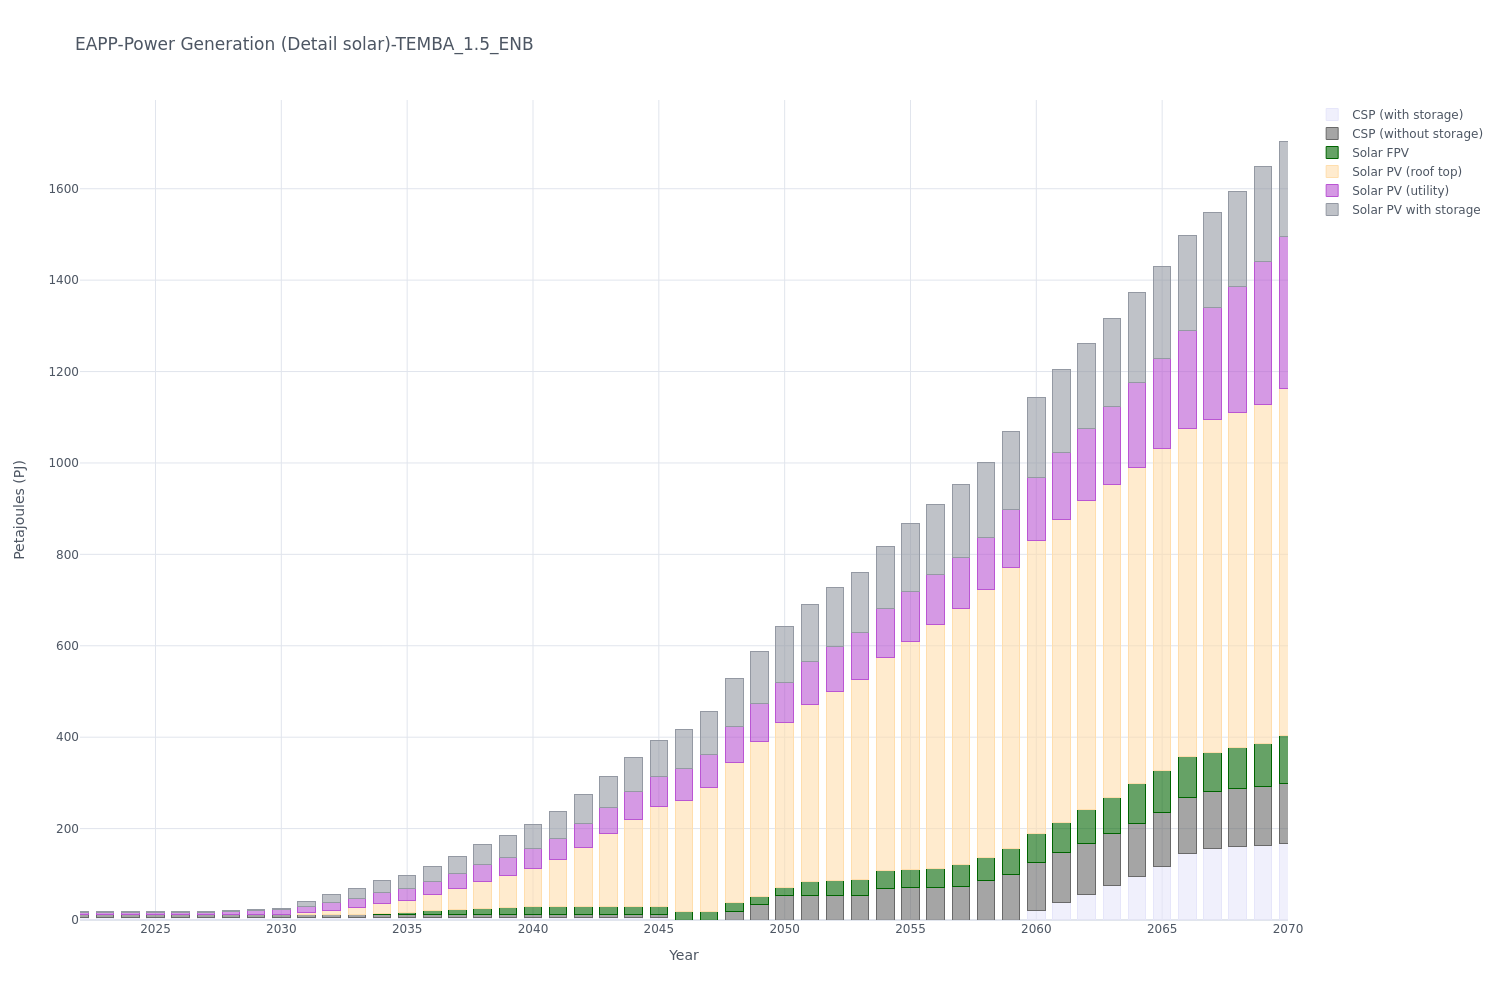 EAPP-Power Generation (Detail solar)-TEMBA_1.5_ENB
CSP (with storage)
CSP (without storage)
Solar FPV
Solar PV (roof top)
Solar PV (utility)
Solar PV with storage
Petajoules (PJ)
1600
1400
1200
1000
800
600
400
200
0
2025 2030 2035 2040 2045 2050 2055 2060 2065 2070
Year